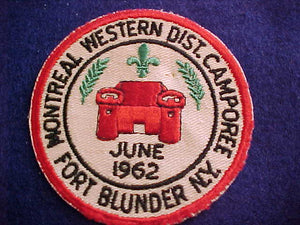 MONTREAL WESTERN DIST. CAMPOREE
JUNE
1962
FORT BLUNDER N.Y.